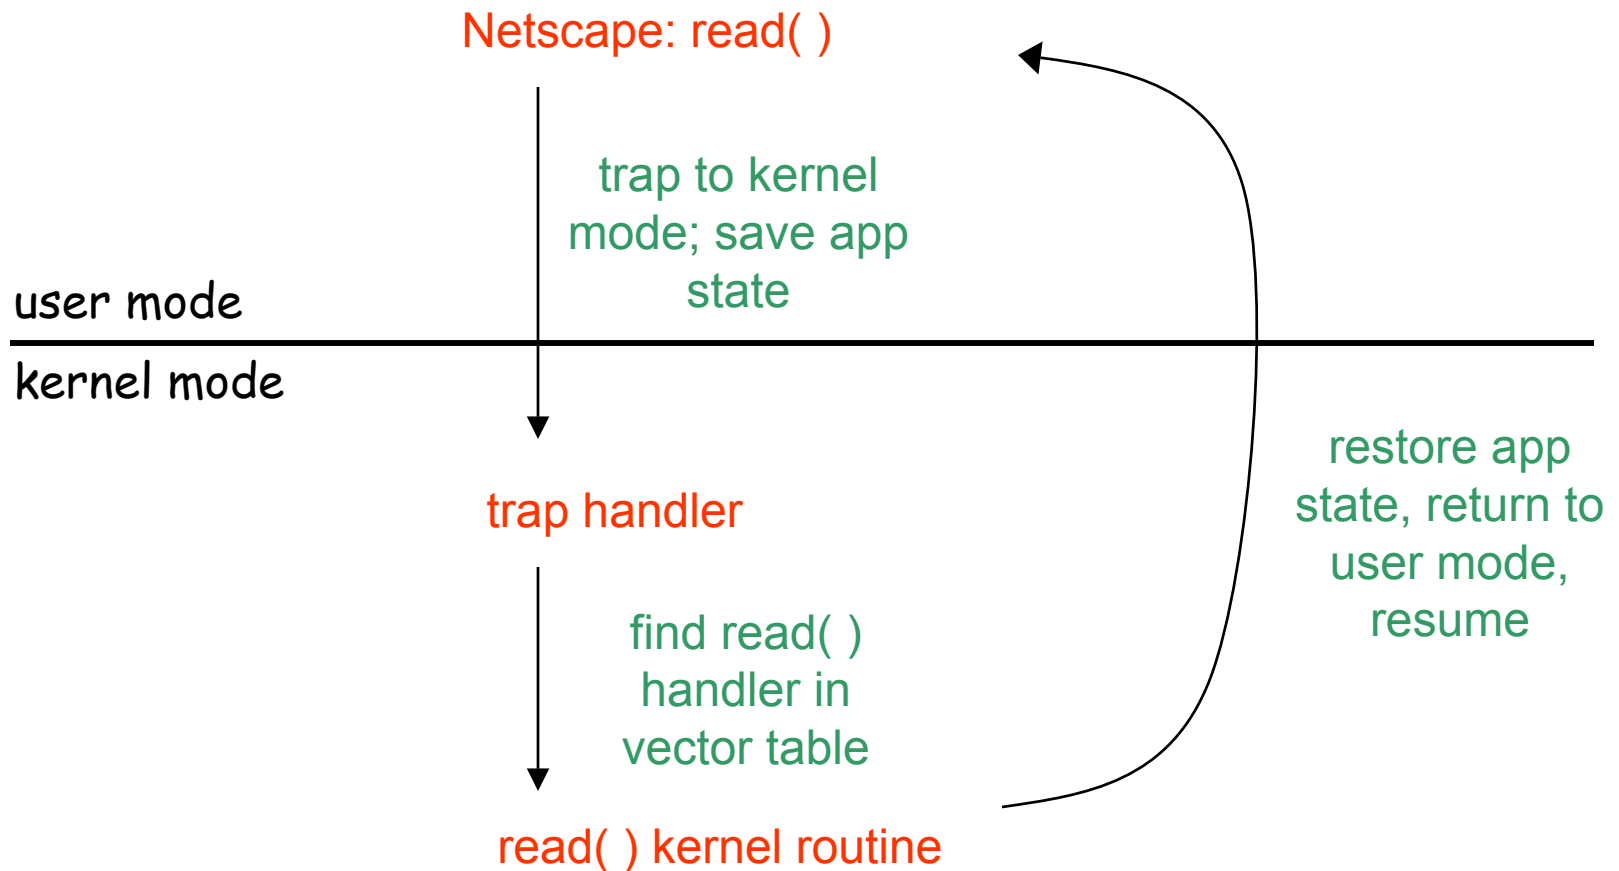 Netscape: read( )
trap to kernel
mode; save app
state
user mode
kernel mode
trap handler
find read( )
handler in
vector table
read( ) kernel routine
restore app
state, return to
user mode,
resume